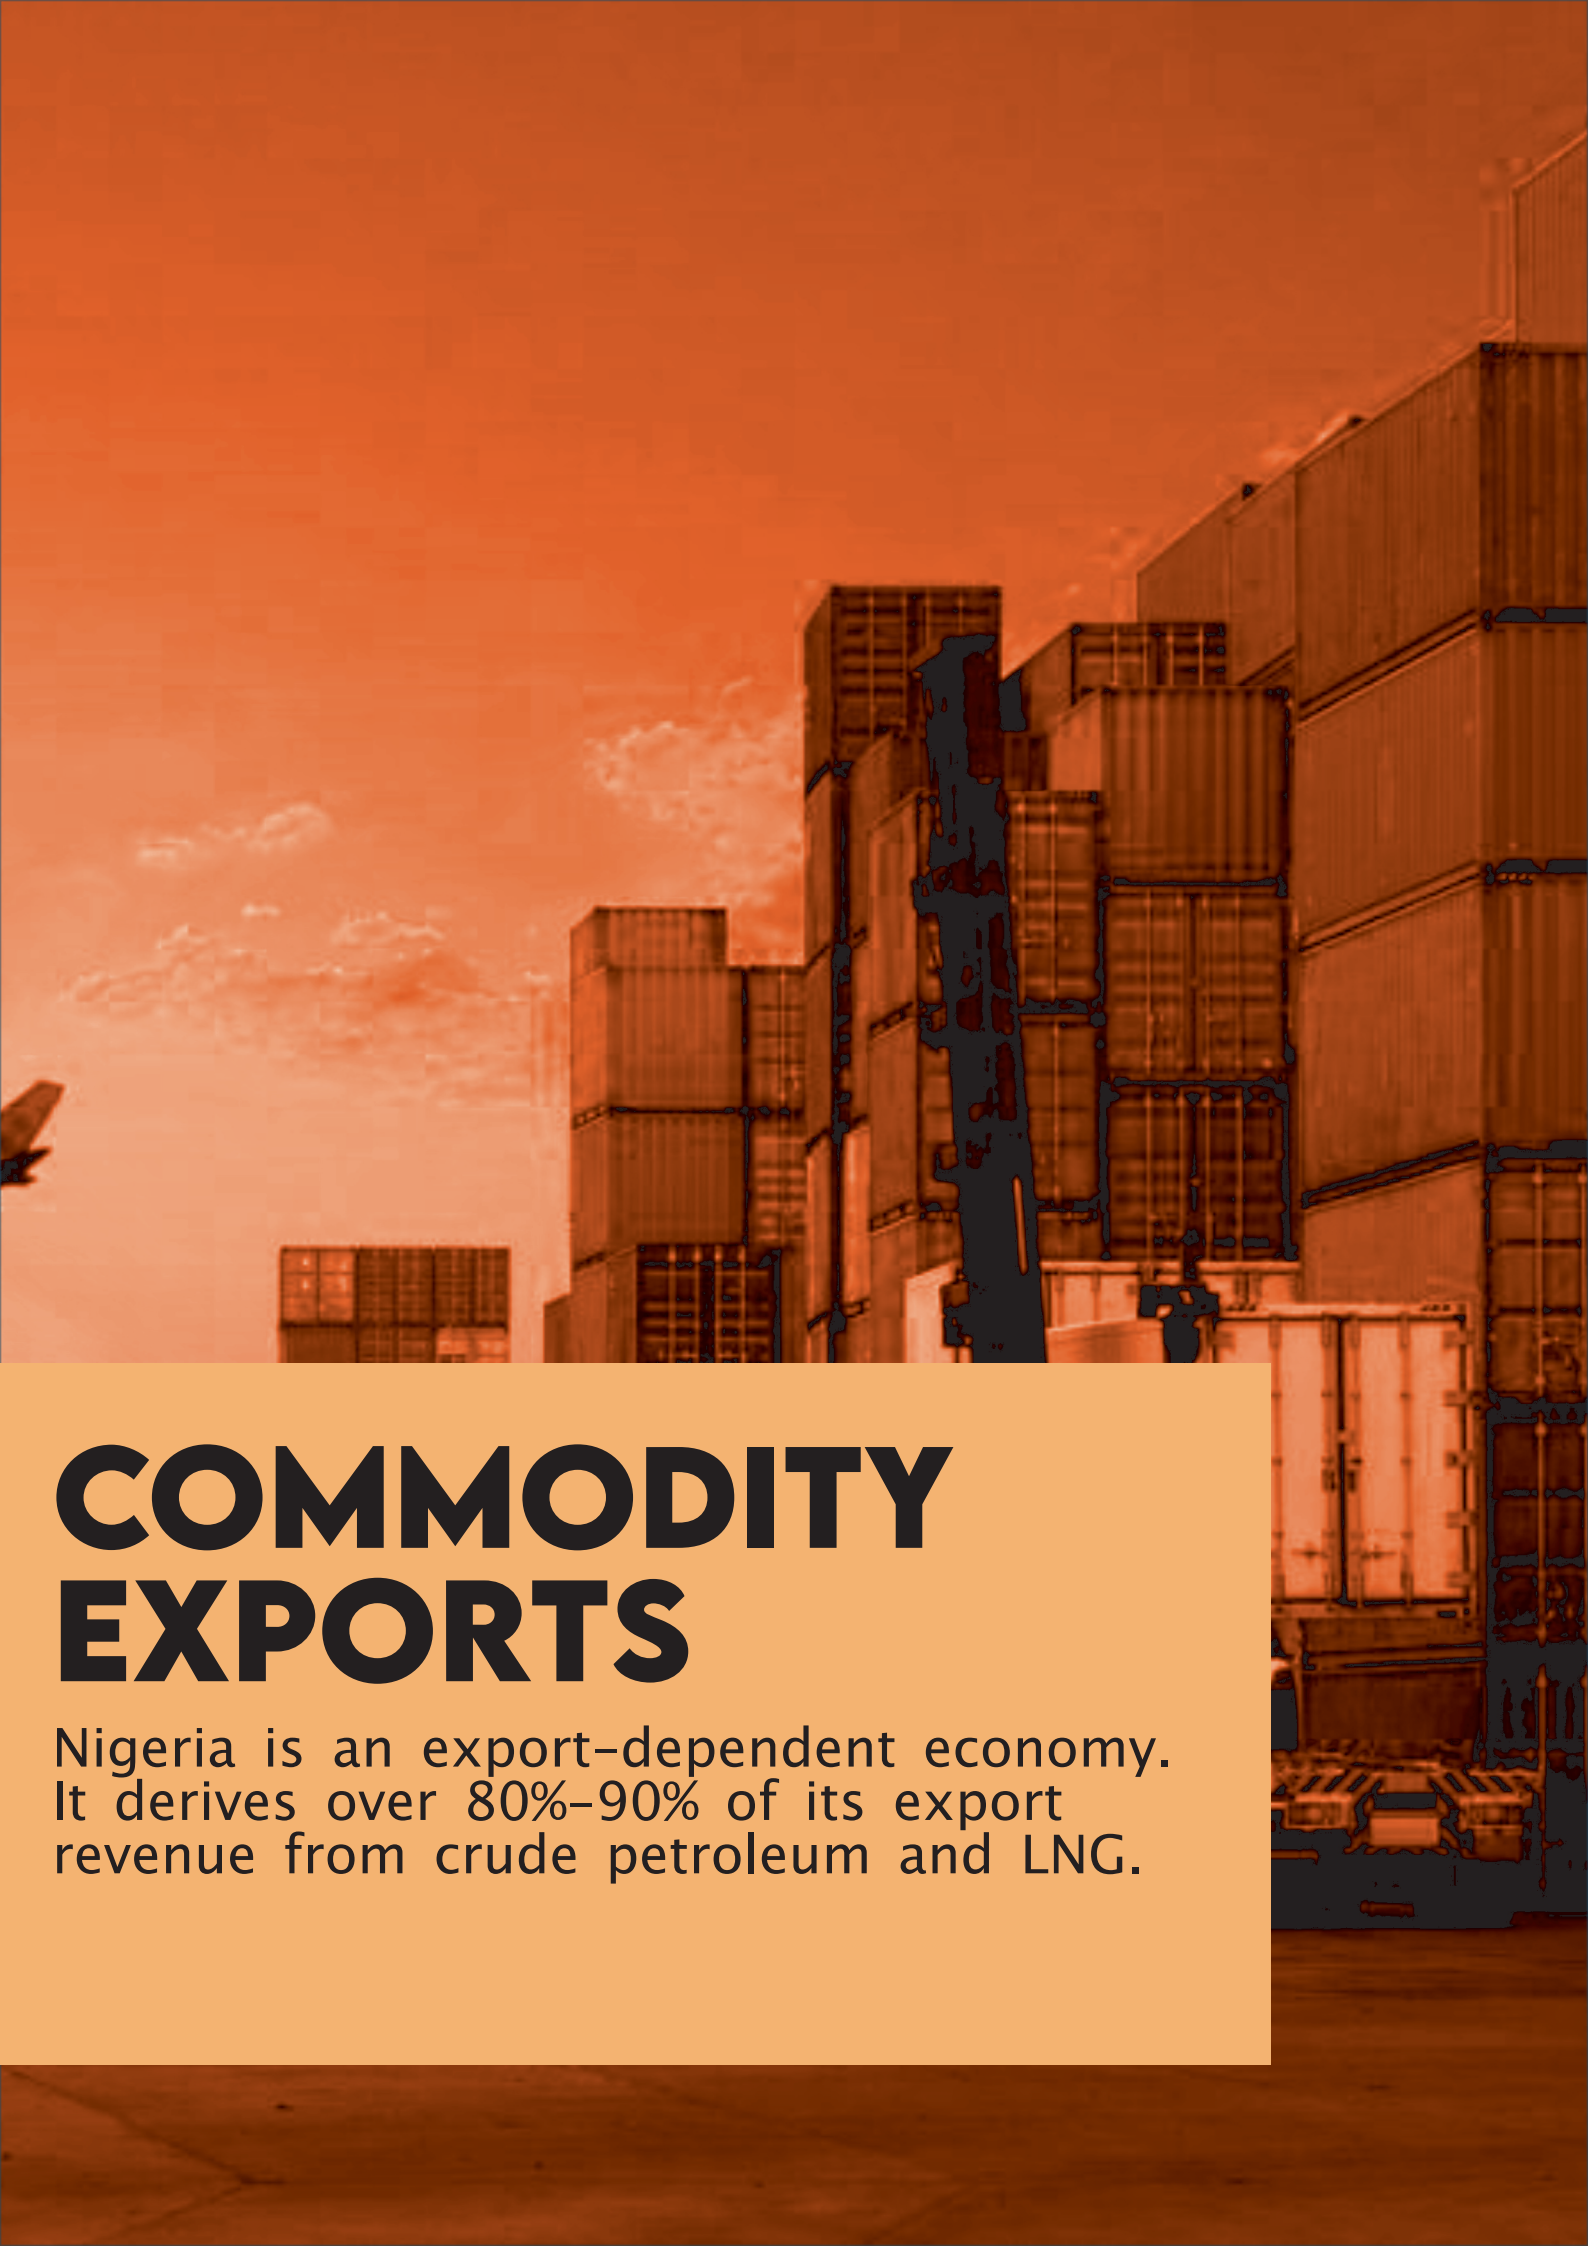 COMMODITY
EXPORTS
Nigeria is an export-dependent economy.
It derives over 80%-90% of its export
revenue from crude petroleum and LNG.